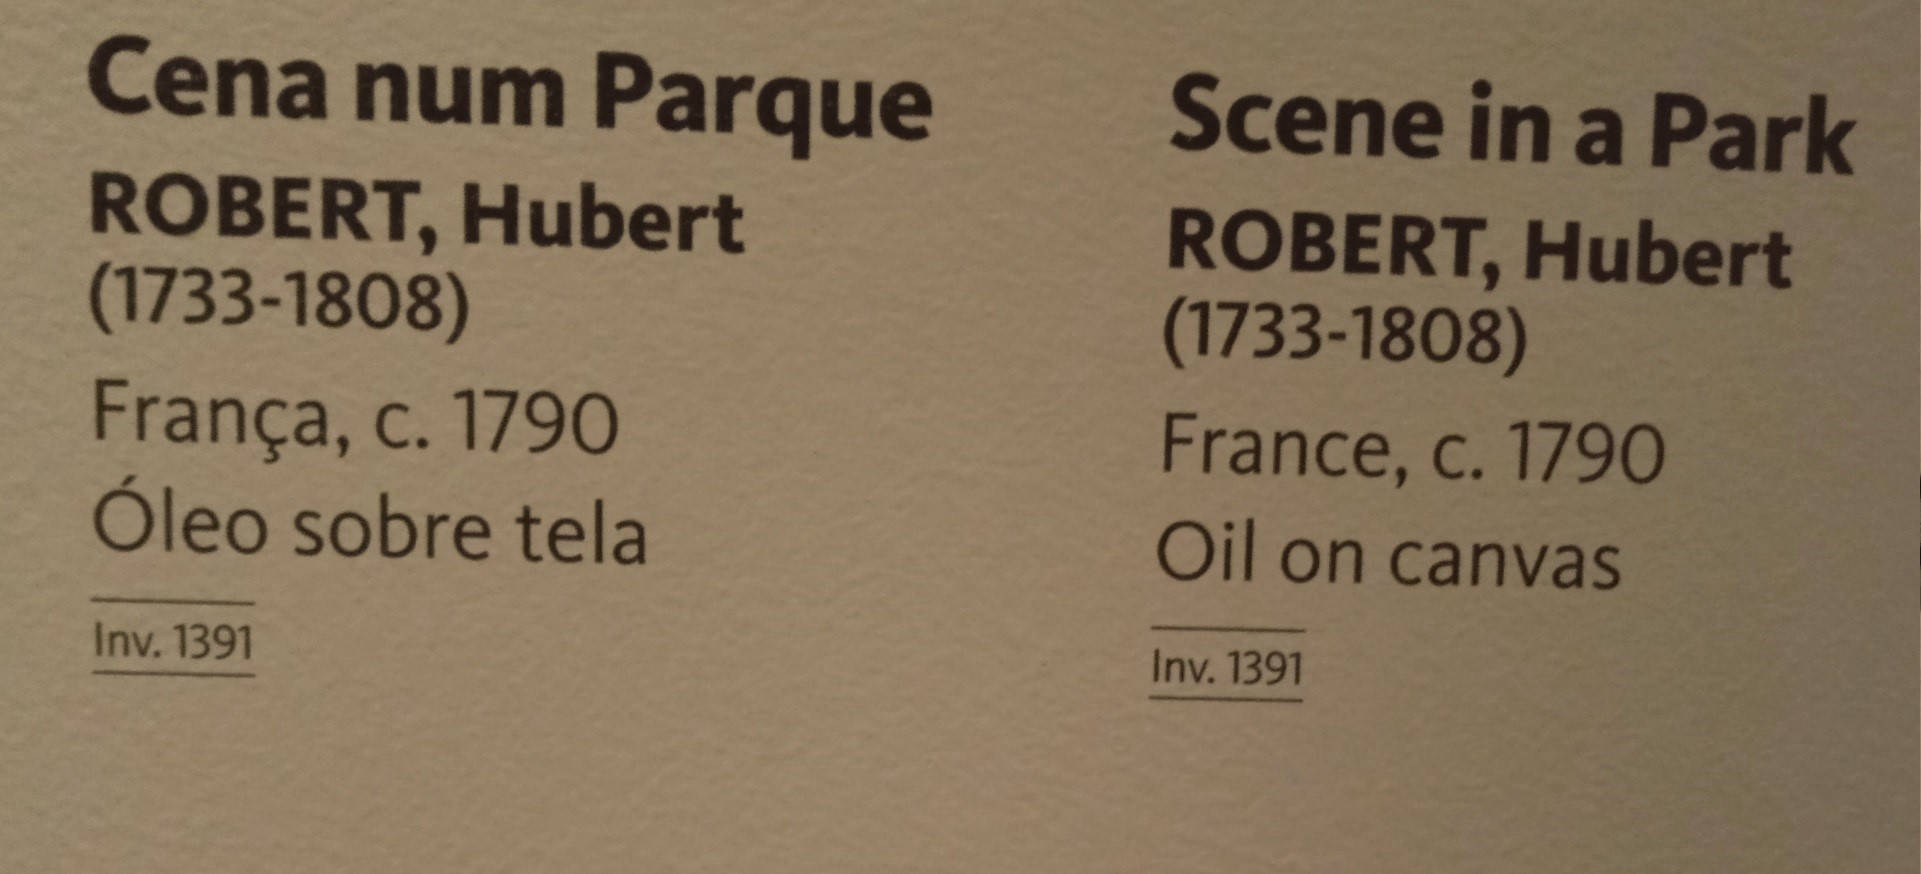 Cena num Parque
ROBERT, Hubert
(1733-1808)
França, c. 1790
Óleo sobre tela
Inv. 1391
Scene in a Park
ROBERT, Hubert
(1733-1808)
France, c. 1790
Oil on canvas
Inv. 1391